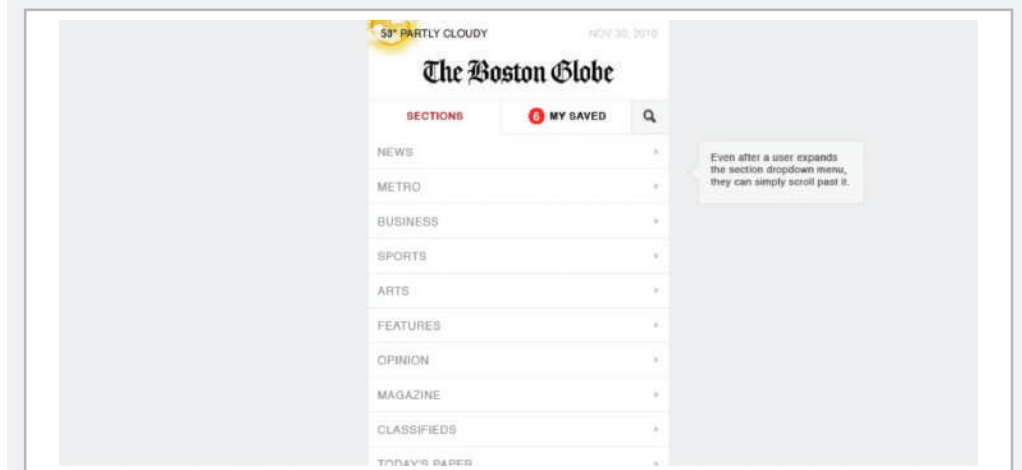 53° PARTLY CLOUDY NOV 30, 2010
The Boston Globe
SECTIONS 6 MY SAVED
NEWS
METRO
BUSINESS
SPORTS
ARTS
FEATURES
OPINION
MAGAZINE
CLASSIFIEDS
TODAY'S PAPER
Even after a user expands
the section dropdown menu,
they can simply scroll past it.